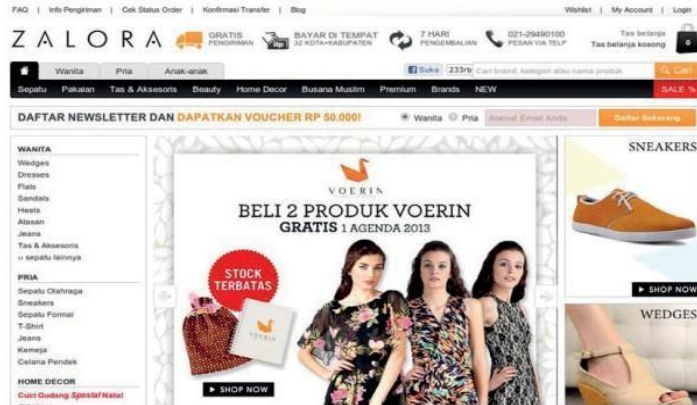 FAQ | Info Pengiriman | Cek Status Order | Konfirmasi Transfer | Blog
Wishlist | My Account | Login
ZALORA
GRATIS
PENGIRIMAN
Rp
BAYAR DI TEMPAT
32 KOTA+KABUPATEN
7 HARI
PENGEMBALIAN
021-29490100
PESAN VIA TELP
Tas belanja
Tas belanja kosong
0
Wanita
Pria
Anak-anak
Suka
233rb
Cari brand, kategori atau nama produk
Cari
Sepatu Pakaian Tas & Aksesoris Beauty Home Decor Busana Muslim Premium Brands NEW
SALE %
DAFTAR NEWSLETTER DAN DAPATKAN VOUCHER RP 50.000!
Wanita Pria
Alamat Email Anda
Daftar Sekarang
WANITA
Wedges
Dresses
Flats
Sandals
Heels
Atasan
Jeans
Tas & Aksesoris
›› sepatu lainnya
PRIA
Sepatu Olahraga
Sneakers
Sepatu Formal
T-Shirt
Jeans
Kemeja
Celana Pendek
HOME DECOR
Cuci Gudang Spesial Natal
VOERIN
BELI 2 PRODUK VOERIN
GRATIS 1 AGENDA 2013
STOCK
TERBATAS
VOERIN
SHOP NOW
SNEAKERS
SHOP NOW
WEDGES